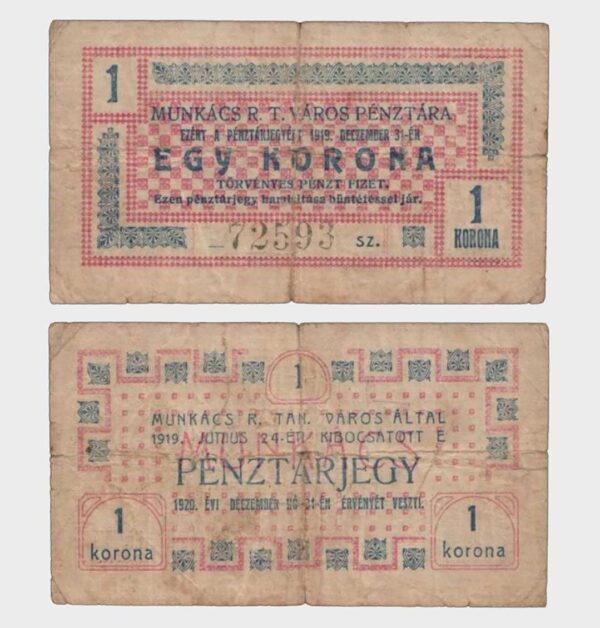 1
MUNKÁCS R. T. VÁROS PÉNZTÁRA
EZÉRT A PÉNZTÁRJEGYÉRT 1919. DECZEMBER 31-ÉN
EGY KORONA
TÖRVÉNYES PÉNZT FIZET.
Ezen pénztárjegy hamisítása büntetéssel jár.
72593 SZ.
1
KORONA
1
MUNKÁCS R. TAN. VÁROS ÁLTAL
1919. JULIUS 24-ÉN KIBOCSÁTOTT E
MUNKÁCS
PÉNZTÁRJEGY
1920. ÉVI DECZEMBER HÓ 31-ÉN ÉRVÉNYÉT VESZTI.
1
korona
1
korona